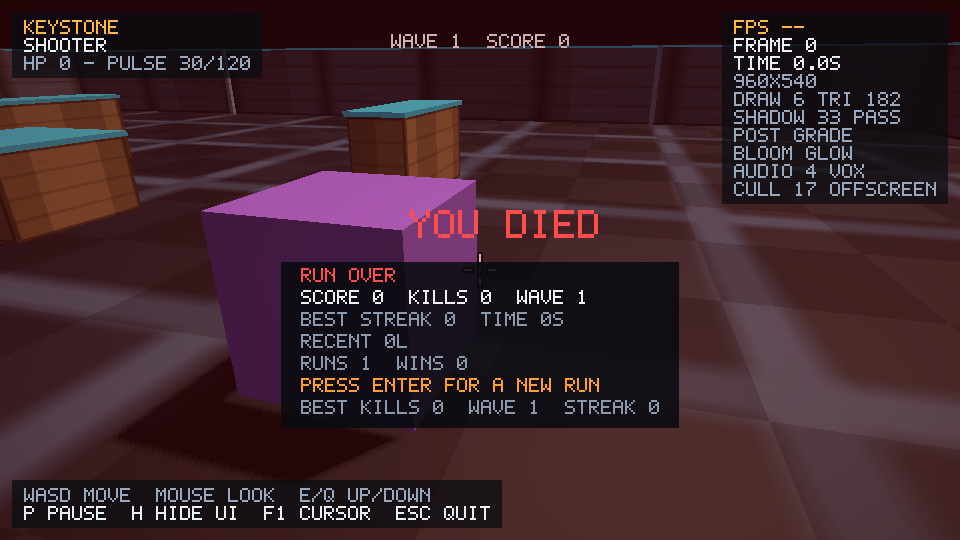 KEYSTONE
SHOOTER
HP 0 - PULSE 30/120
WAVE 1 SCORE 0
FPS --
FRAME 0
TIME 0.0S
960X540
DRAW 6 TRI 182
SHADOW 33 PASS
POST GRADE
BLOOM GLOW
AUDIO 4 VOX
CULL 17 OFFSCREEN
YOU DIED
RUN OVER
SCORE 0 KILLS 0 WAVE 1
BEST STREAK 0 TIME 0S
RECENT 0L
RUNS 1 WINS 0
PRESS ENTER FOR A NEW RUN
BEST KILLS 0 WAVE 1 STREAK 0
WASD MOVE MOUSE LOOK E/Q UP/DOWN
P PAUSE H HIDE UI F1 CURSOR ESC QUIT